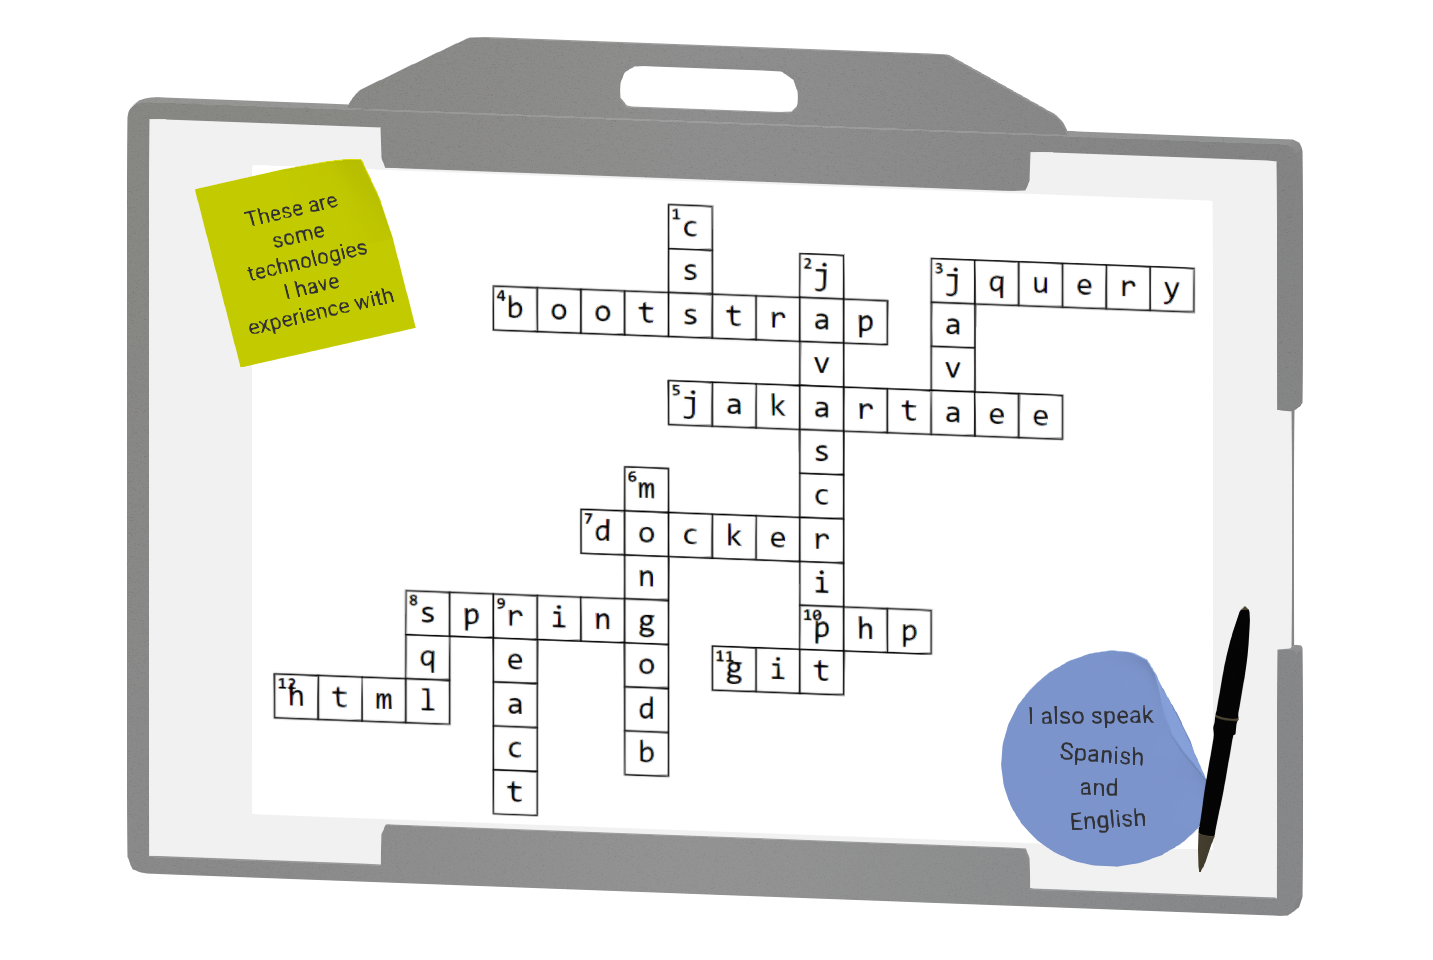 These are
some
technologies
I have
experience with
1 c
s
2 j
3 j q u e r y
4 b o o t s t r a p
a
v
v
5 j a k a r t a e e
s
6 m
c
7 d o c k e r
n
i
8 s p 9 r i n g
10 p h p
q
e
o
11 g i t
12 h t m l
a
d
c
b
t
I also speak
Spanish
and
English